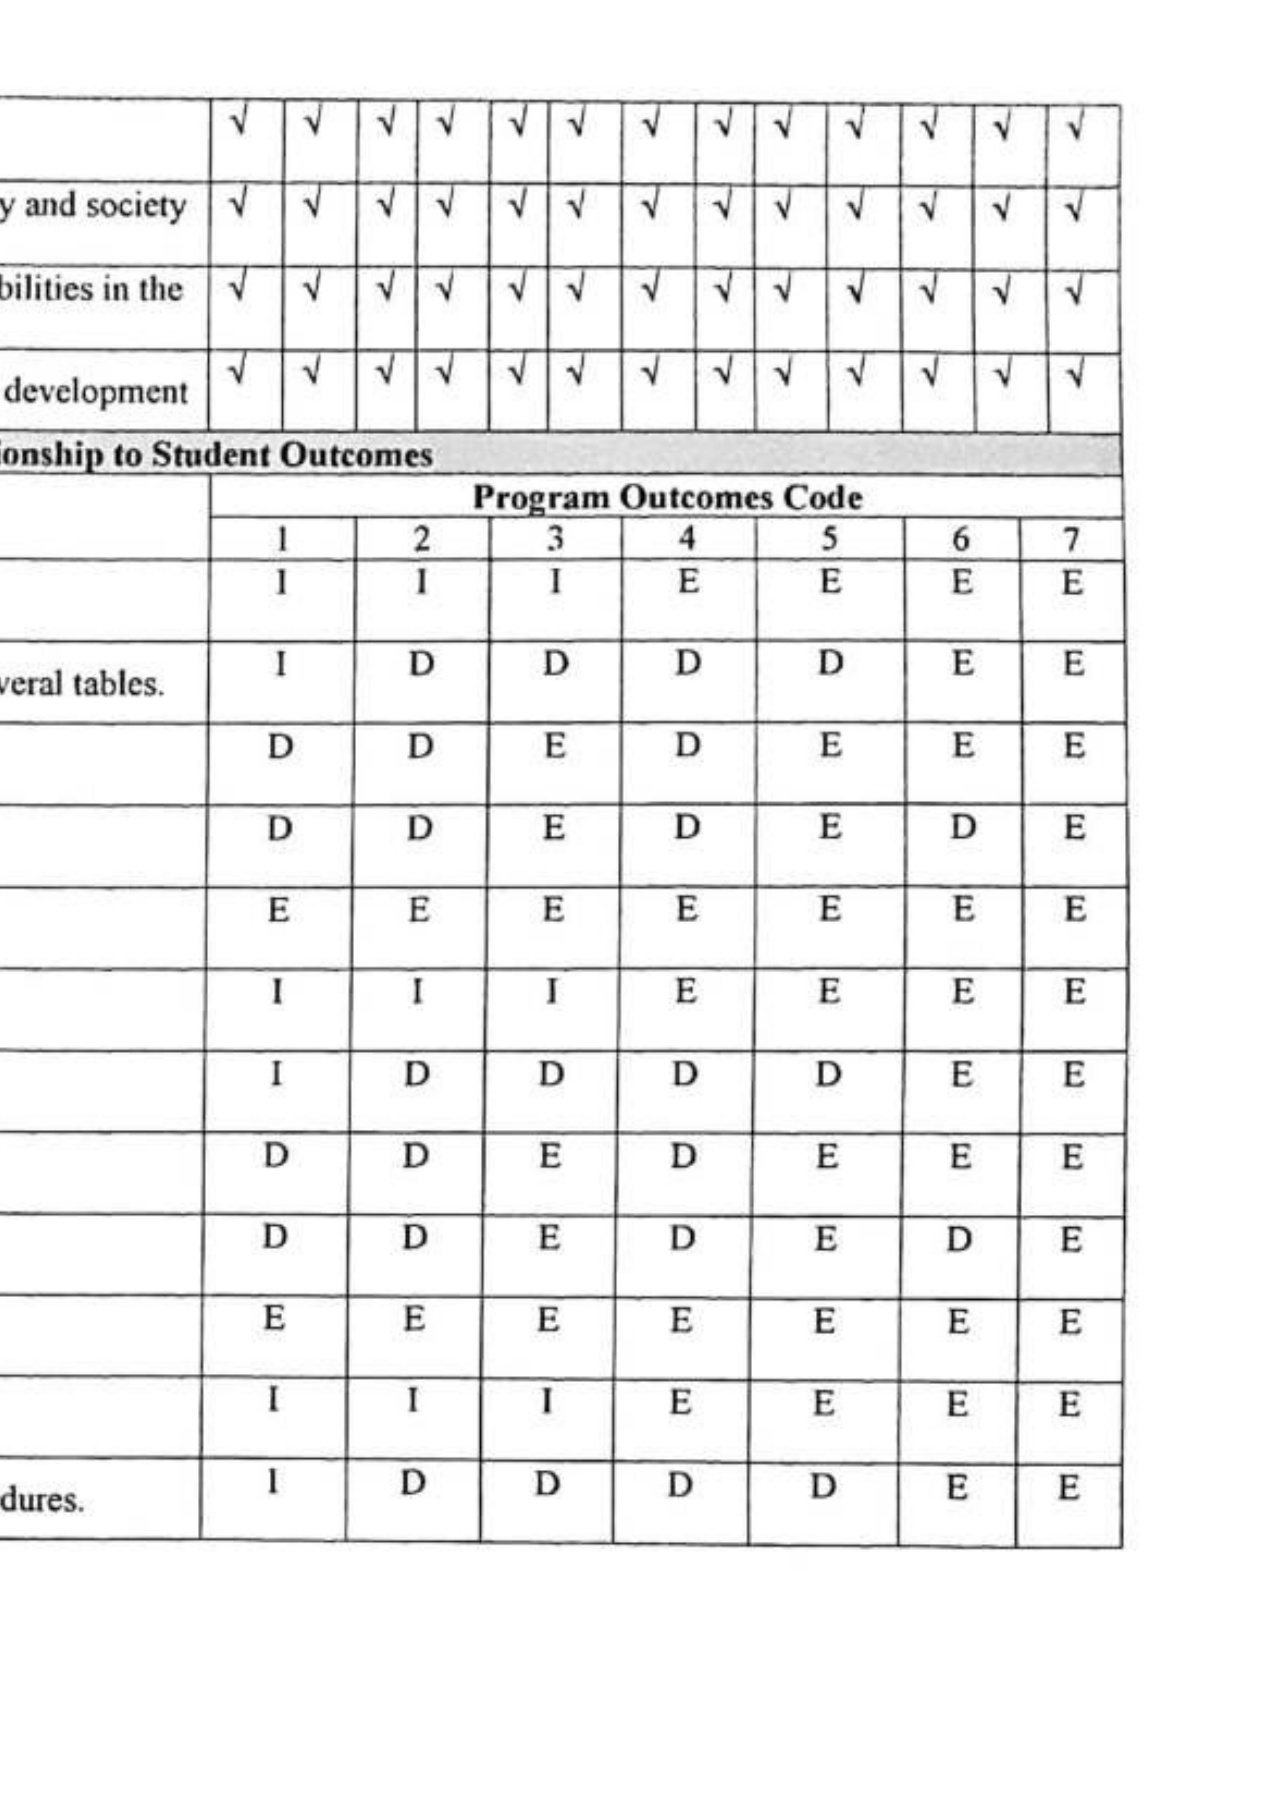 √ √ √ √ √ √ √ √ √ √ √ √ √
y and society √ √ √ √ √ √ √ √ √ √ √ √ √
bilities in the √ √ √ √ √ √ √ √ √ √ √ √ √
development √ √ √ √ √ √ √ √ √ √ √ √ √
ionship to Student Outcomes
Program Outcomes Code
1 2 3 4 5 6 7
I I I E E E E
veral tables. I D D D D E E
D D E D E E E
D D E D E D E
E E E E E E E
I I I E E E E
I D D D D E E
D D E D E E E
D D E D E D E
E E E E E E E
I I I E E E E
dures. I D D D D E E